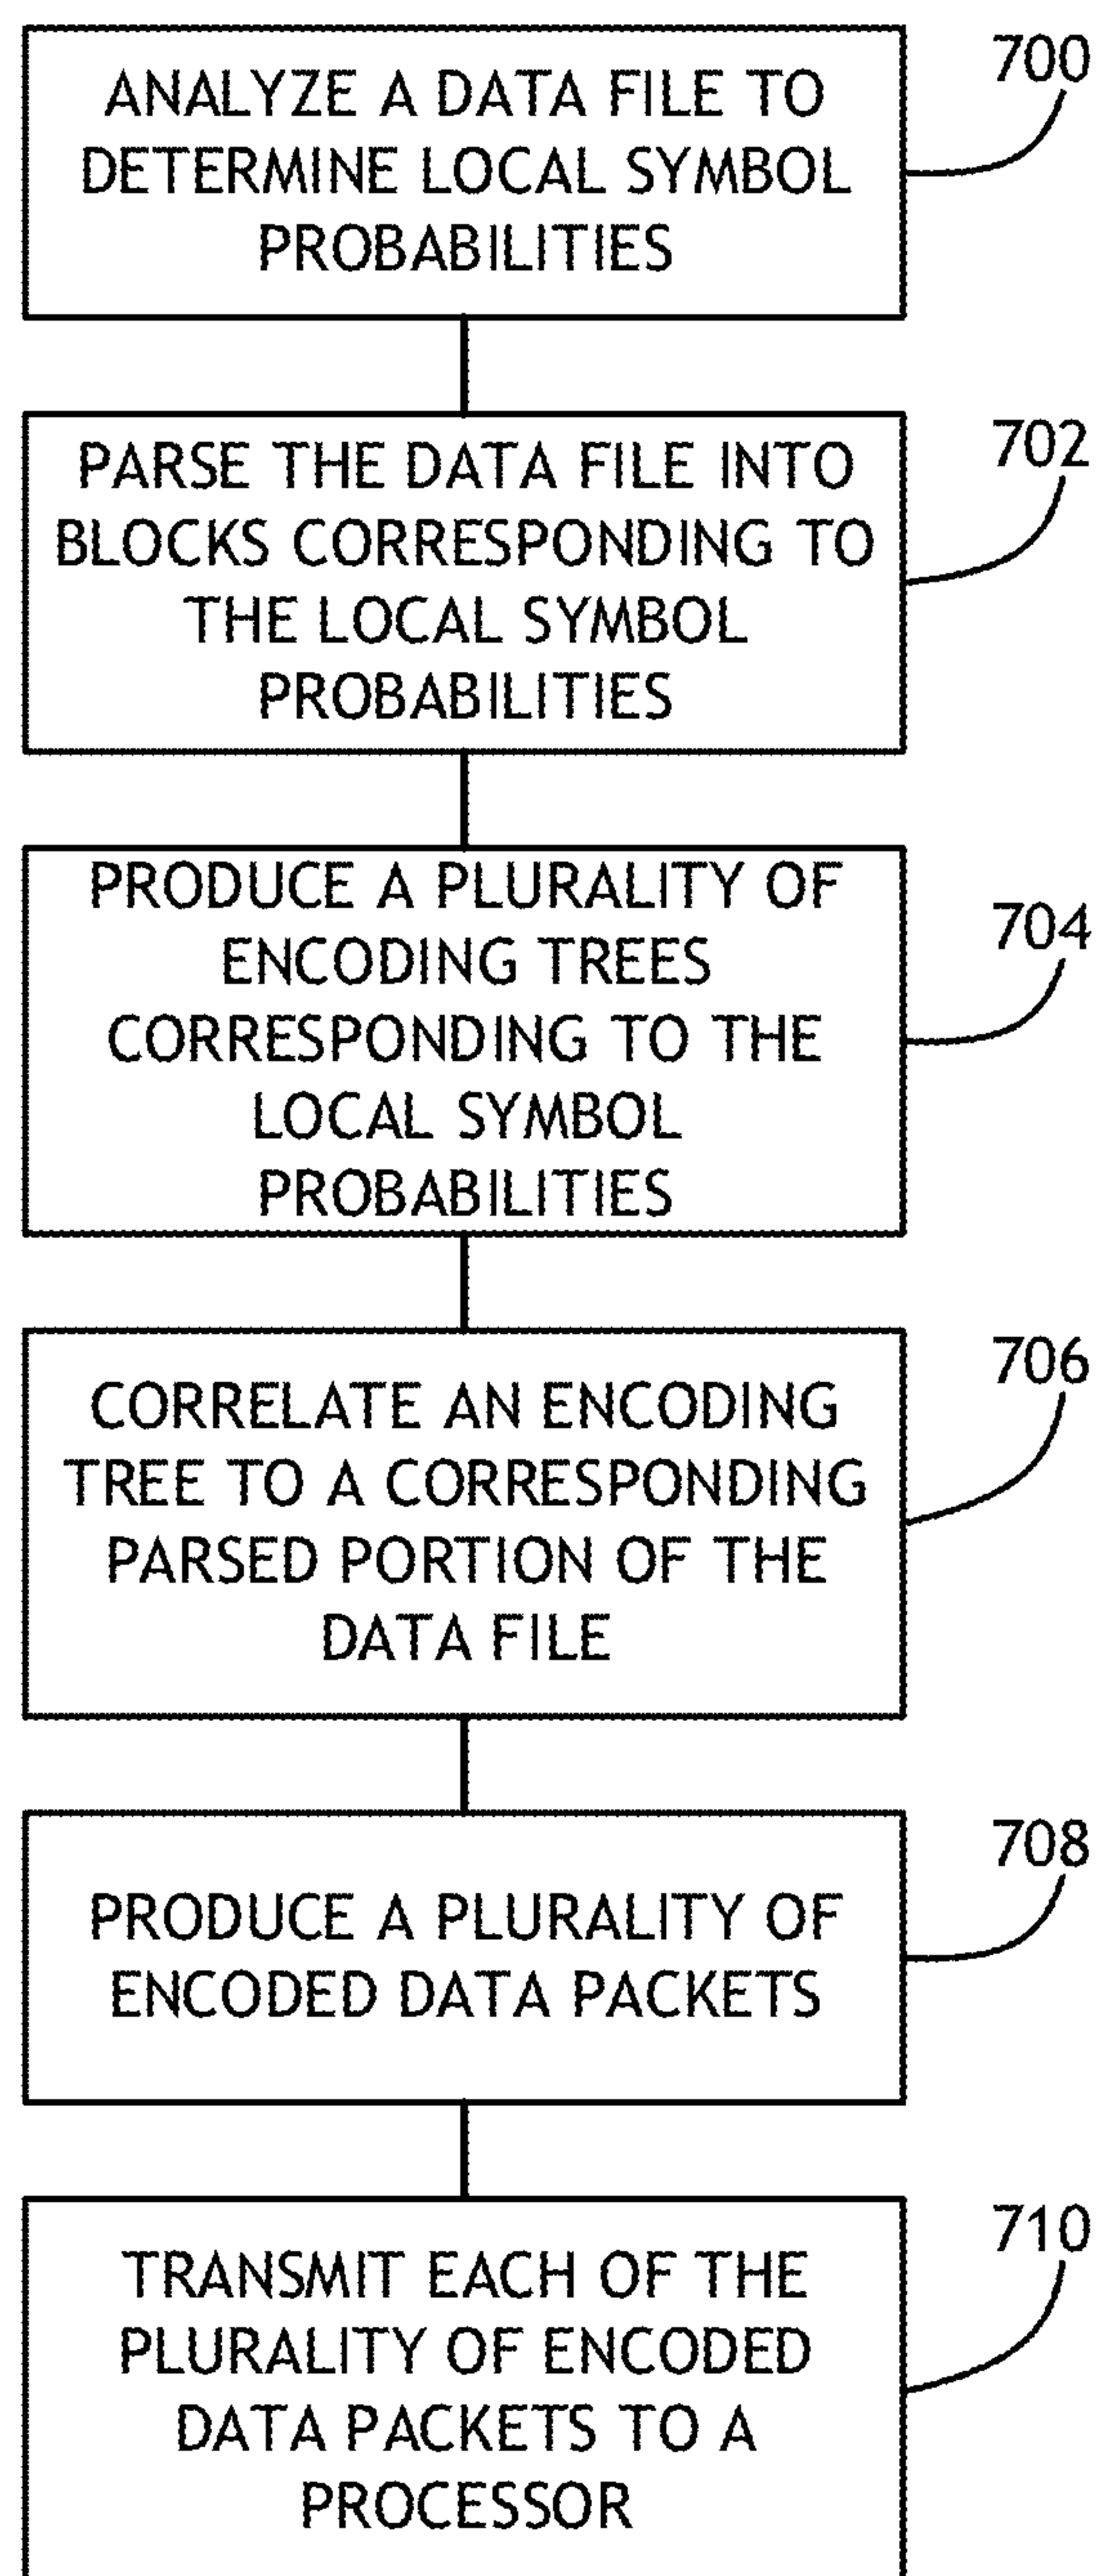 ANALYZE A DATA FILE TO
DETERMINE LOCAL SYMBOL
PROBABILITIES
700
PARSE THE DATA FILE INTO
BLOCKS CORRESPONDING TO
THE LOCAL SYMBOL
PROBABILITIES
702
PRODUCE A PLURALITY OF
ENCODING TREES
CORRESPONDING TO THE
LOCAL SYMBOL
PROBABILITIES
704
CORRELATE AN ENCODING
TREE TO A CORRESPONDING
PARSED PORTION OF THE
DATA FILE
706
PRODUCE A PLURALITY OF
ENCODED DATA PACKETS
708
TRANSMIT EACH OF THE
PLURALITY OF ENCODED
DATA PACKETS TO A
PROCESSOR
710